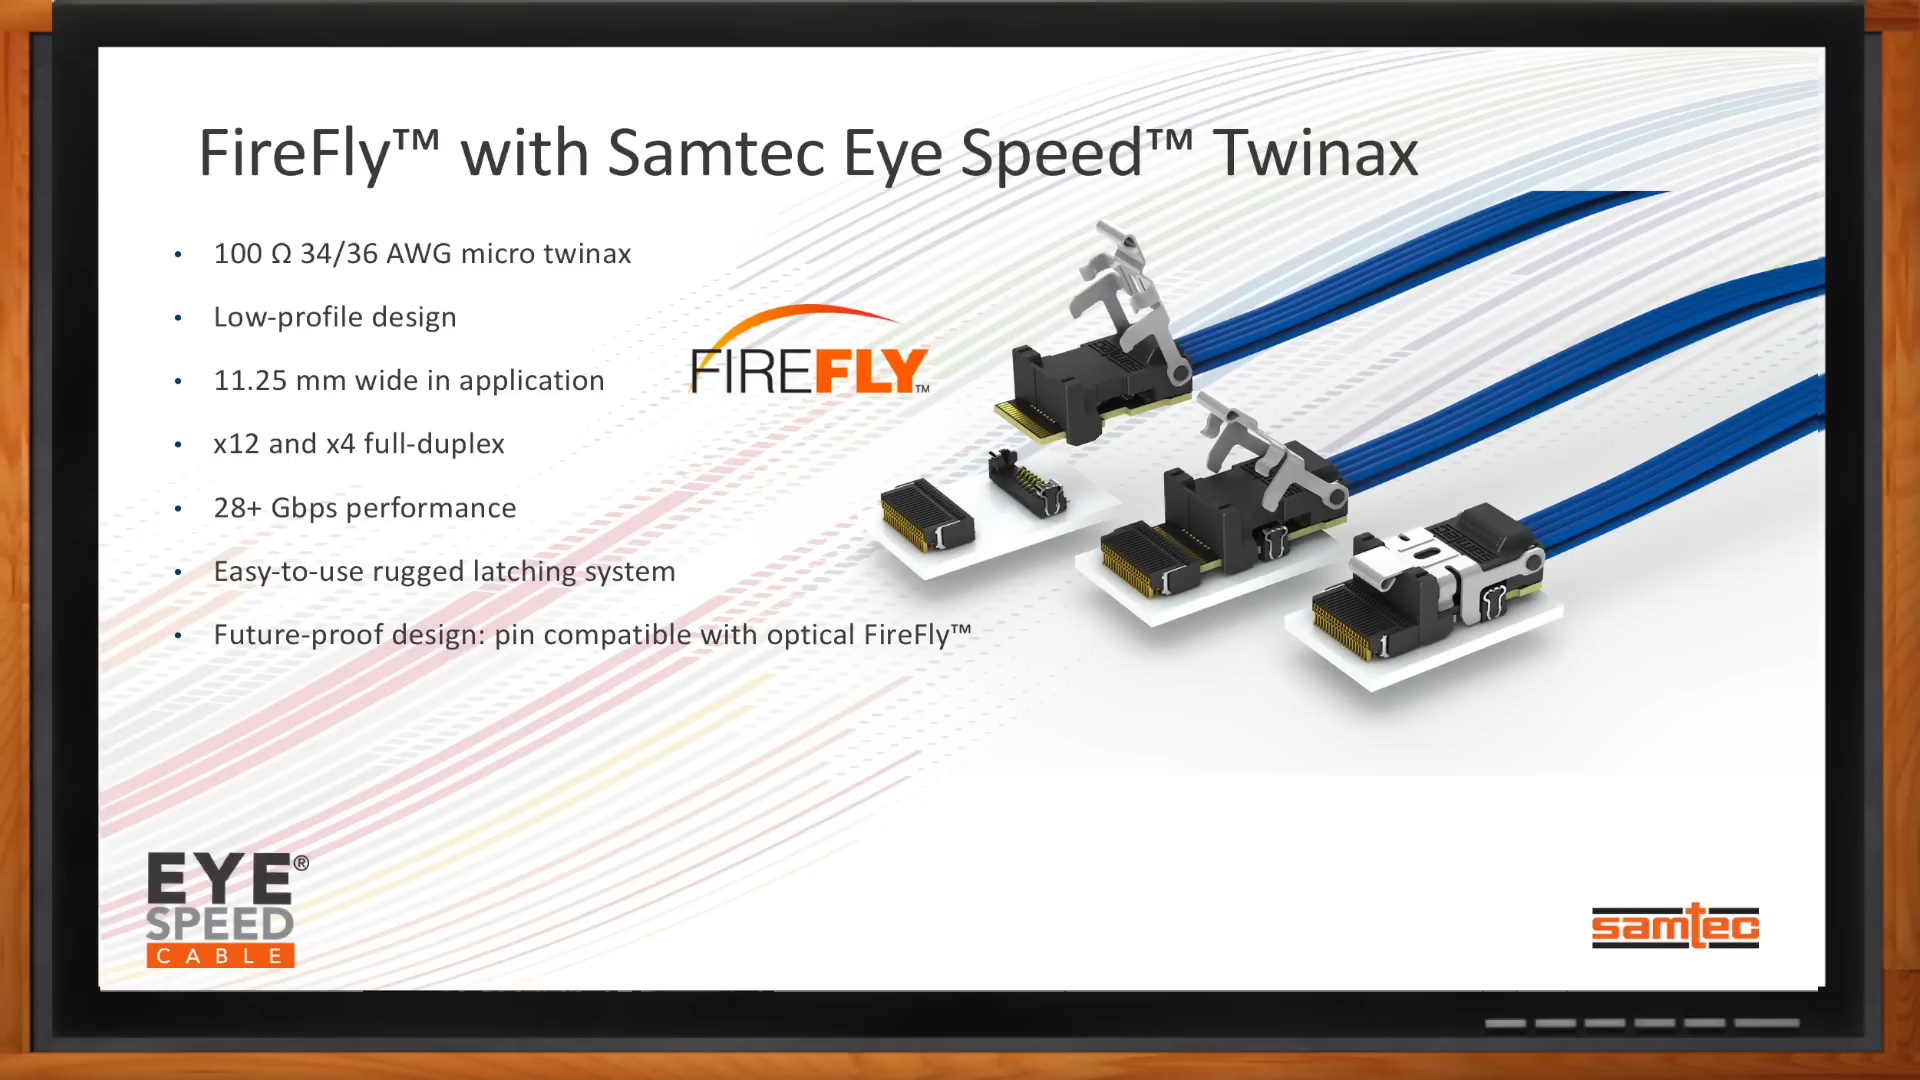 FireFly™ with Samtec Eye Speed™ Twinax
• 100 Ω 34/36 AWG micro twinax
• Low-profile design
• 11.25 mm wide in application
• x12 and x4 full-duplex
• 28+ Gbps performance
• Easy-to-use rugged latching system
• Future-proof design: pin compatible with optical FireFly™
FIREFLY™
EYE®
SPEED
CABLE
samtec